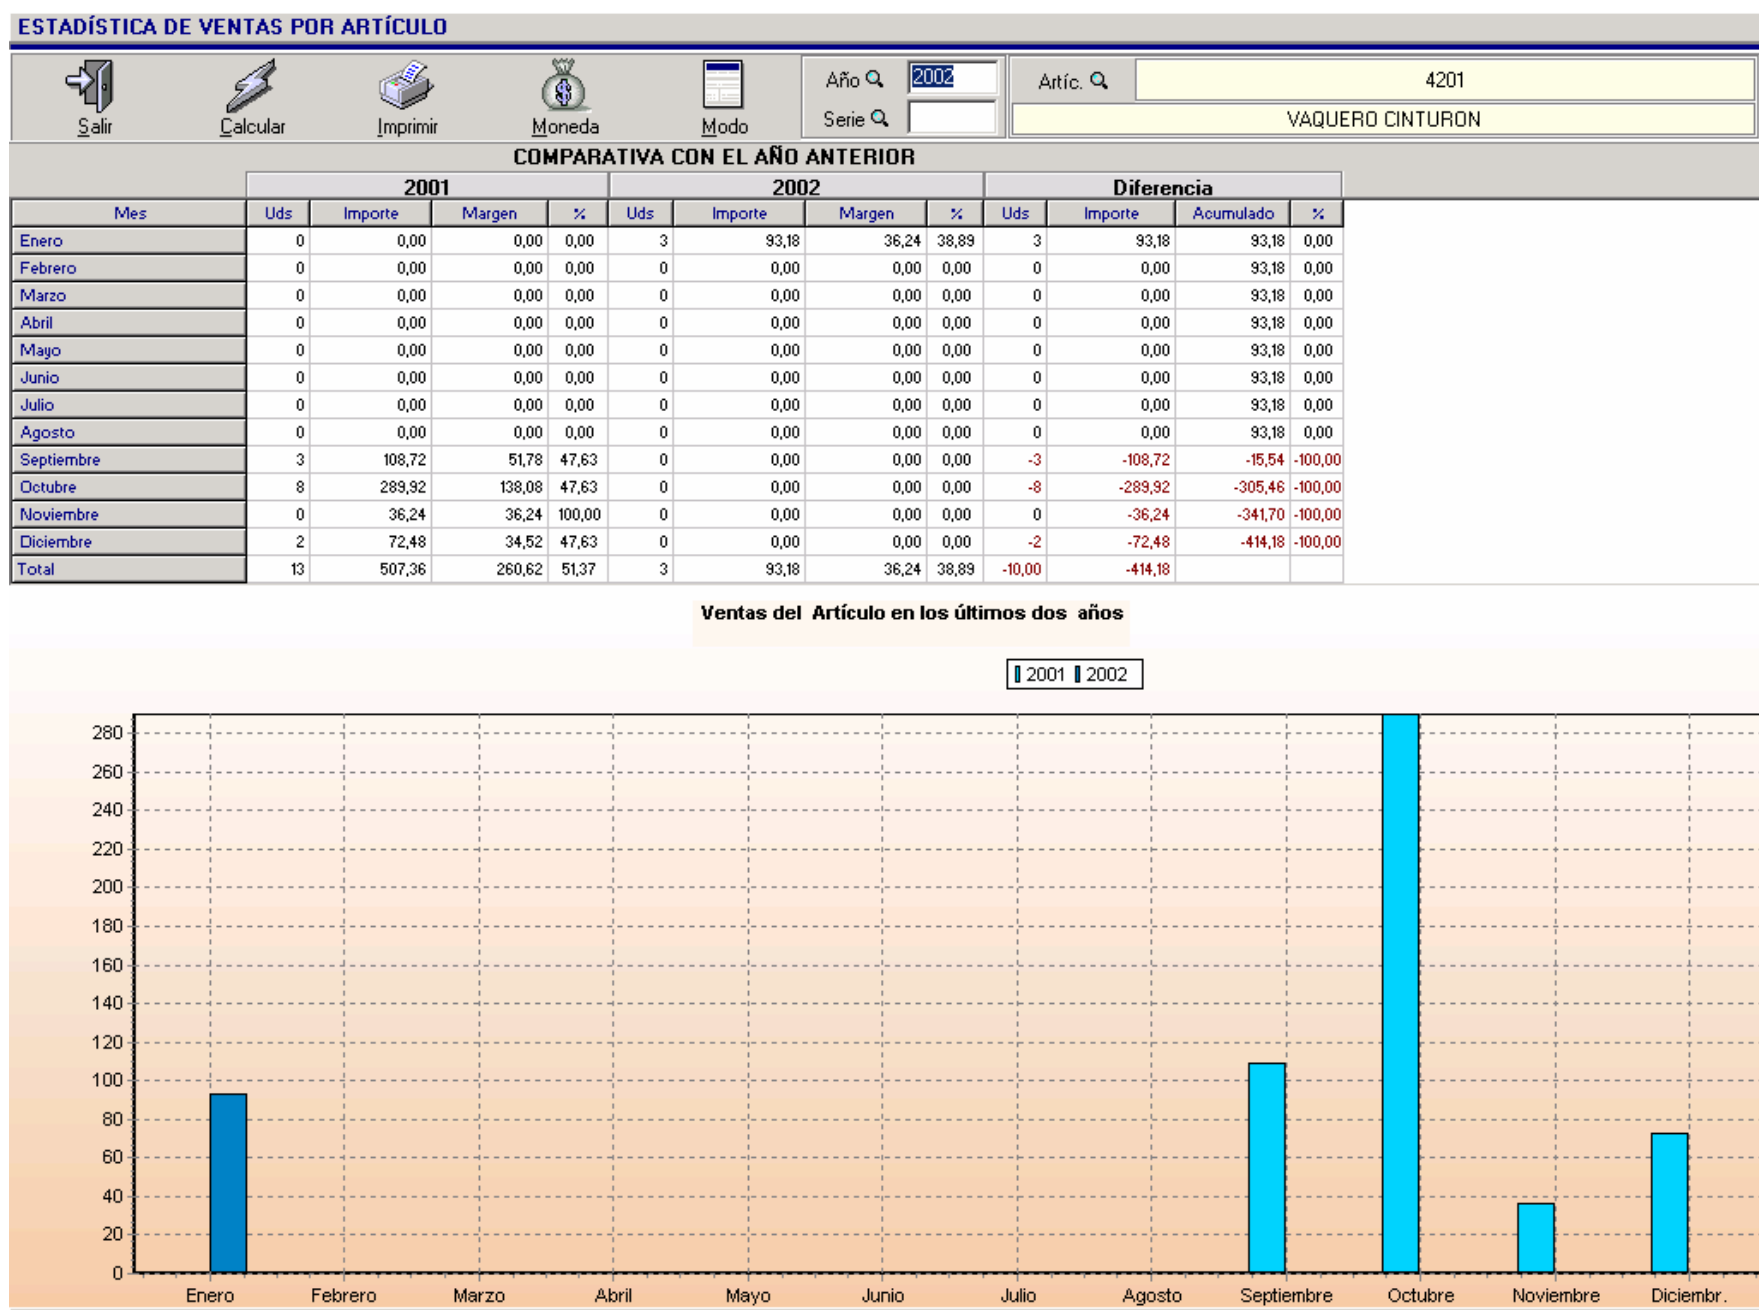 ESTADÍSTICA DE VENTAS POR ARTÍCULO
Salir Calcular Imprimir Moneda Modo
Año 2002 Artíc. 4201
Serie VAQUERO CINTURON
COMPARATIVA CON EL AÑO ANTERIOR
2001 2002 Diferencia
Mes Uds Importe Margen % Uds Importe Margen % Uds Importe Acumulado %
Enero 0 0,00 0,00 0,00 3 93,18 36,24 38,89 3 93,18 93,18 0,00
Febrero 0 0,00 0,00 0,00 0 0,00 0,00 0,00 0 0,00 93,18 0,00
Marzo 0 0,00 0,00 0,00 0 0,00 0,00 0,00 0 0,00 93,18 0,00
Abril 0 0,00 0,00 0,00 0 0,00 0,00 0,00 0 0,00 93,18 0,00
Mayo 0 0,00 0,00 0,00 0 0,00 0,00 0,00 0 0,00 93,18 0,00
Junio 0 0,00 0,00 0,00 0 0,00 0,00 0,00 0 0,00 93,18 0,00
Julio 0 0,00 0,00 0,00 0 0,00 0,00 0,00 0 0,00 93,18 0,00
Agosto 0 0,00 0,00 0,00 0 0,00 0,00 0,00 0 0,00 93,18 0,00
Septiembre 3 108,72 51,78 47,63 0 0,00 0,00 0,00 -3 -108,72 -15,54 -100,00
Octubre 8 289,92 138,08 47,63 0 0,00 0,00 0,00 -8 -289,92 -305,46 -100,00
Noviembre 0 36,24 36,24 100,00 0 0,00 0,00 0,00 0 -36,24 -341,70 -100,00
Diciembre 2 72,48 34,52 47,63 0 0,00 0,00 0,00 -2 -72,48 -414,18 -100,00
Total 13 507,36 260,62 51,37 3 93,18 36,24 38,89 -10,00 -414,18
Ventas del Artículo en los últimos dos años
2001 2002
280
260
240
220
200
180
160
140
120
100
80
60
40
20
0
Enero Febrero Marzo Abril Mayo Junio Julio Agosto Septiembre Octubre Noviembre Diciembr.